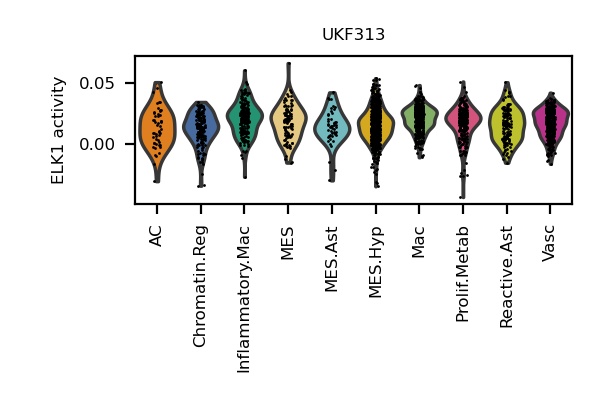 UKF313
ELK1 activity
0.05
0.00
AC
Chromatin.Reg
Inflammatory.Mac
MES
MES.Ast
MES.Hyp
Mac
Prolif.Metab
Reactive.Ast
Vasc